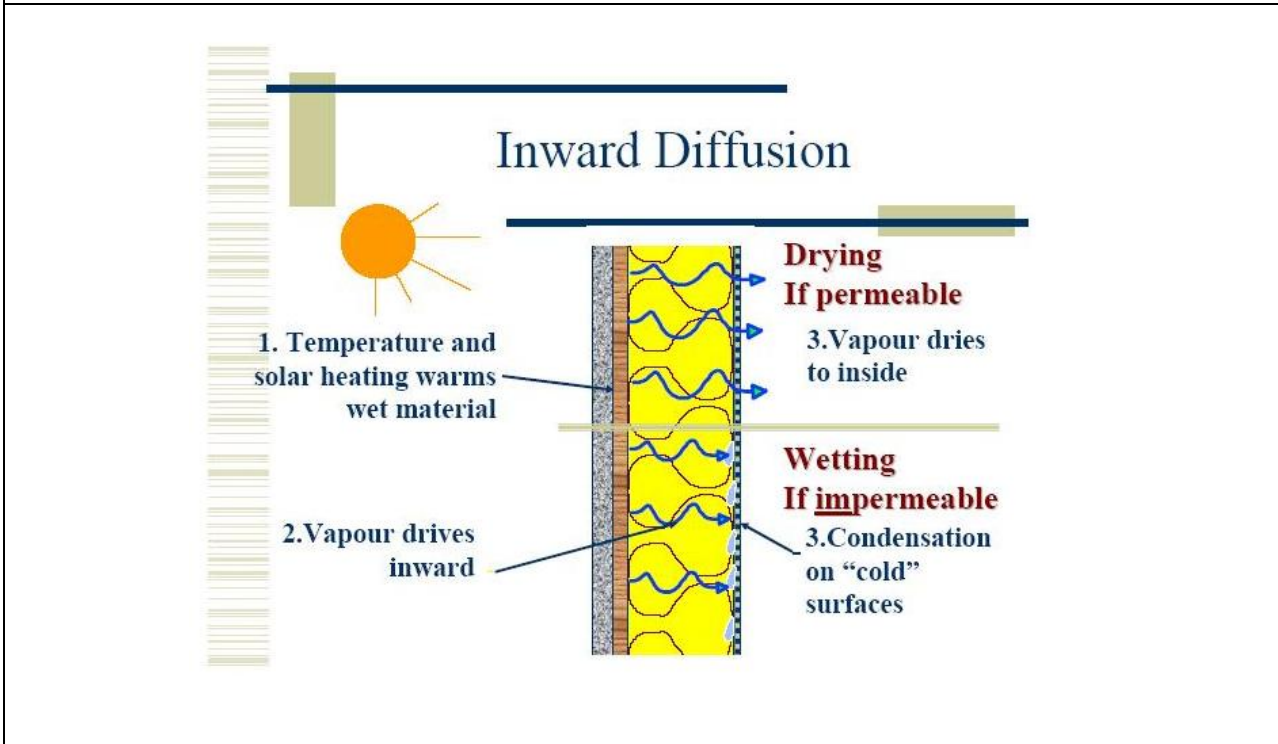 Inward Diffusion
Drying
If permeable
1. Temperature and
solar heating warms
wet material
3.Vapour dries
to inside
Wetting
If impermeable
2.Vapour drives
inward
3.Condensation
on “cold”
surfaces